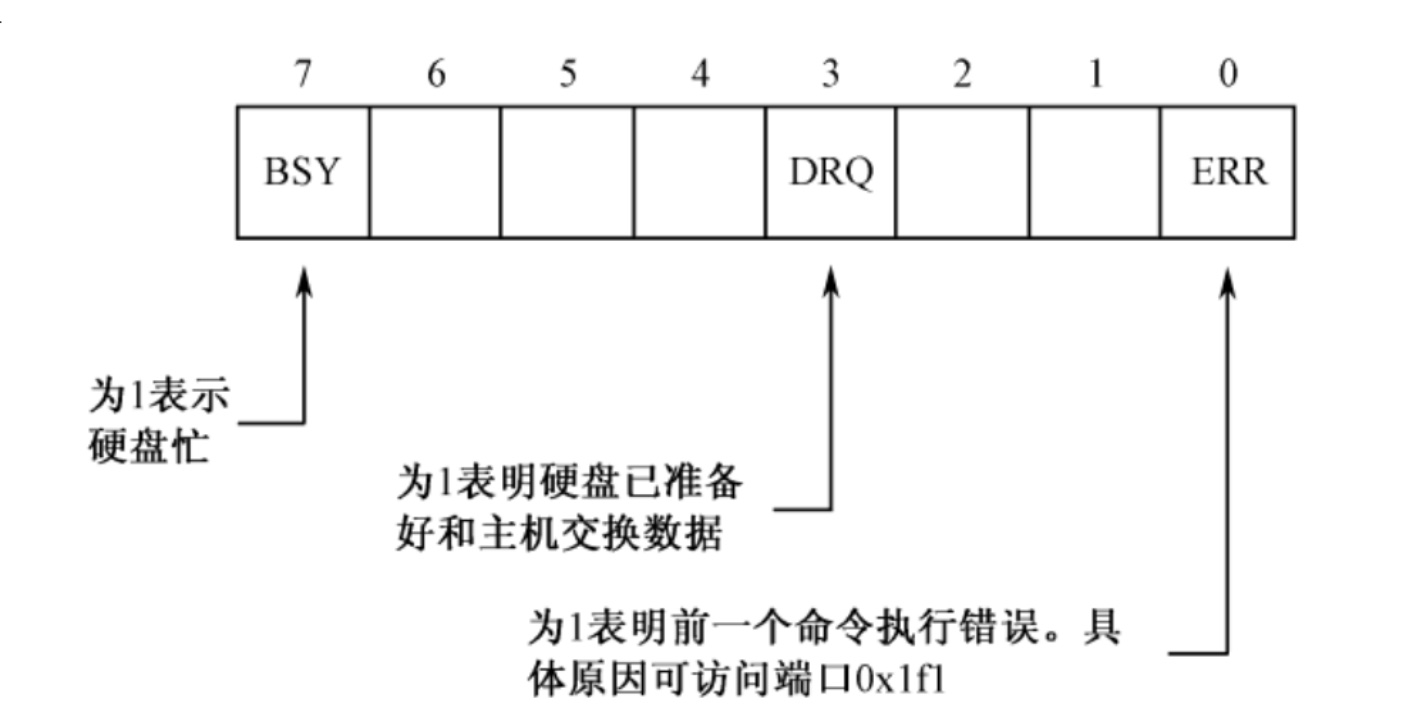 7 6 5 4 3 2 1 0
BSY DRQ ERR
为1表示
硬盘忙
为1表明硬盘已准备
好和主机交换数据
为1表明前一个命令执行错误。具
体原因可访问端口0x1f1